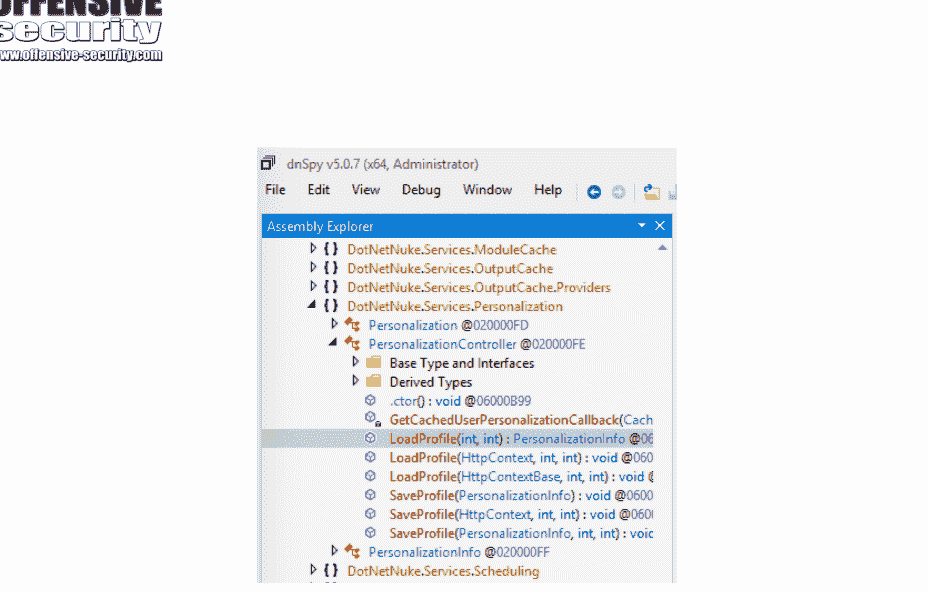 OFFENSIVE
security
www.offensive-security.com
dnSpy v5.0.7 (x64, Administrator)
File Edit View Debug Window Help
Assembly Explorer
{ } DotNetNuke.Services.ModuleCache
{ } DotNetNuke.Services.OutputCache
{ } DotNetNuke.Services.OutputCache.Providers
{ } DotNetNuke.Services.Personalization
Personalization @020000FD
PersonalizationController @020000FE
Base Type and Interfaces
Derived Types
.ctor() : void @06000B99
GetCachedUserPersonalizationCallback(Cach
LoadProfile(int, int) : PersonalizationInfo @06
LoadProfile(HttpContext, int, int) : void @060
LoadProfile(HttpContextBase, int, int) : void
SaveProfile(PersonalizationInfo) : void @0600
SaveProfile(HttpContext, int, int) : void @060
SaveProfile(PersonalizationInfo, int, int) : voic
PersonalizationInfo @020000FF
{ } DotNetNuke.Services.Scheduling